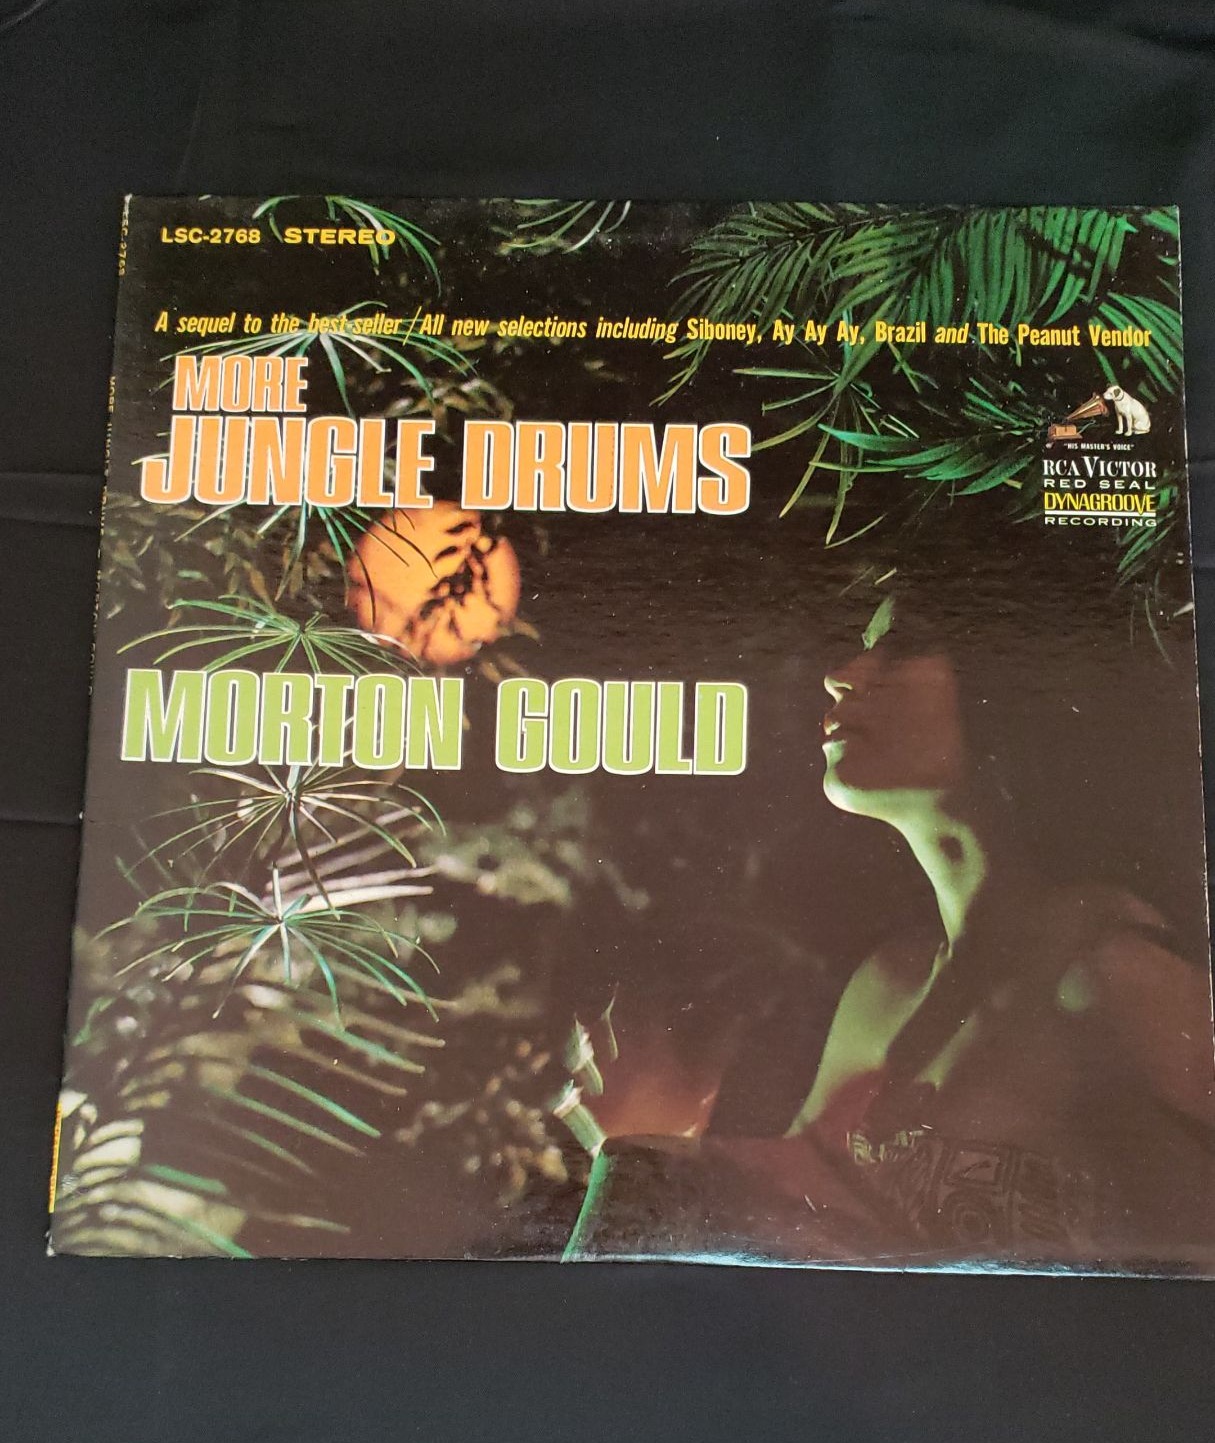 LSC-2768 STEREO
A sequel to the best-seller / All new selections including Siboney, Ay Ay Ay, Brazil and The Peanut Vendor
MORE
JUNGLE DRUMS
"HIS MASTER'S VOICE"
RCA VICTOR
RED SEAL
DYNAGROOVE
RECORDING
MORTON GOULD